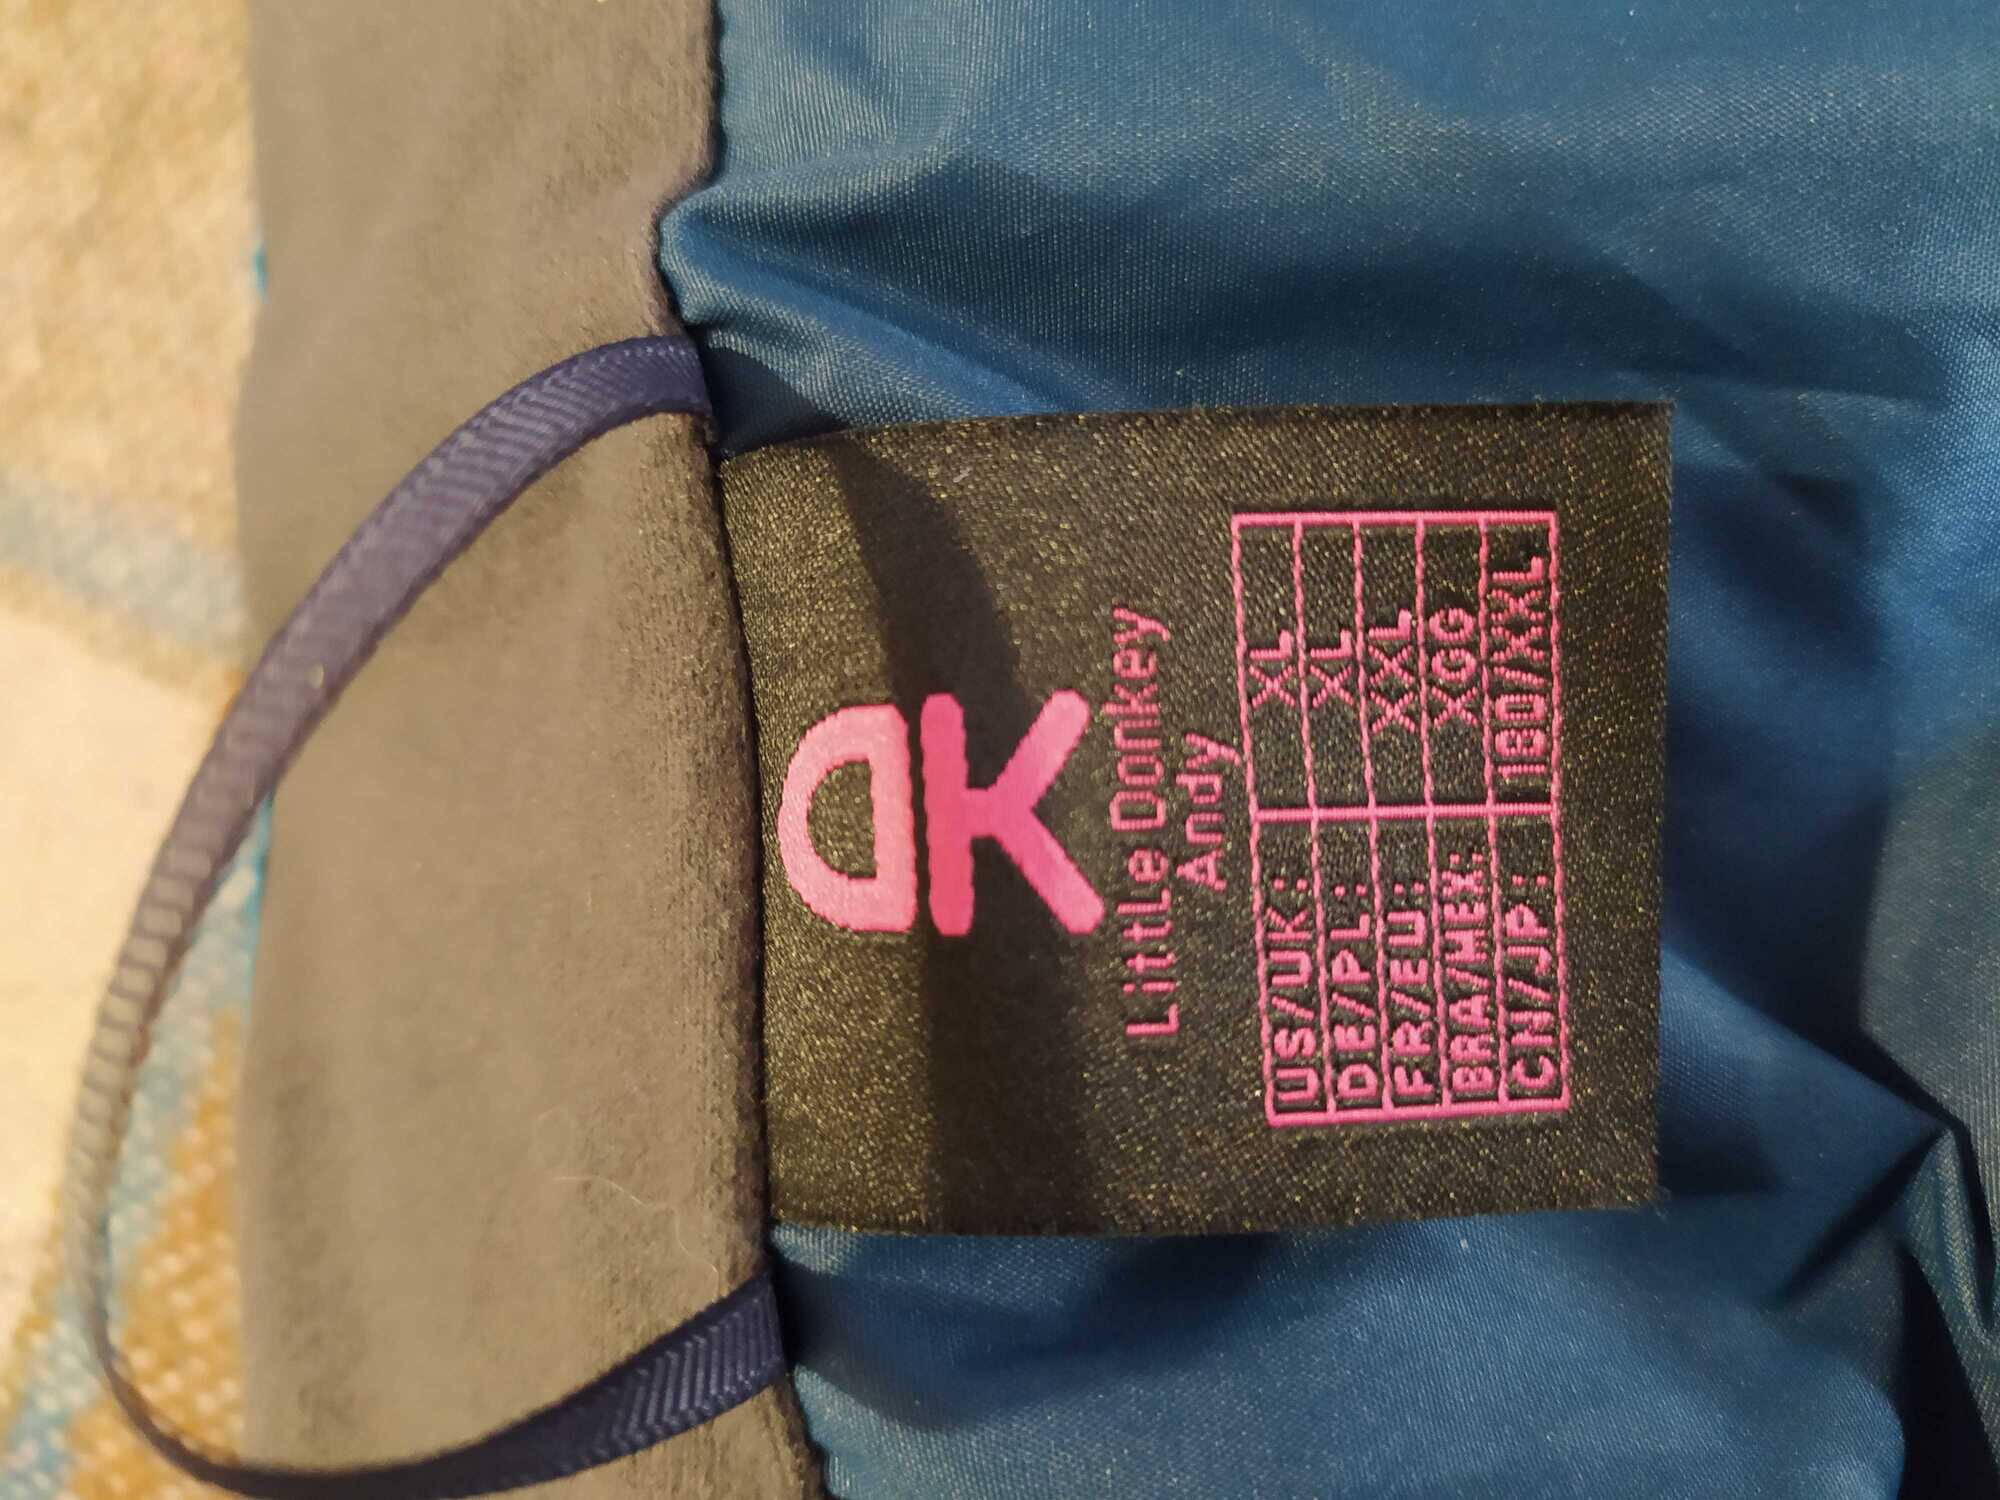 DK
Little Donkey
Andy
US/UK: XL
DE/PL: XL
FR/EU: XXL
BRA/MEX: XGG
CN/JP: 180/XXL